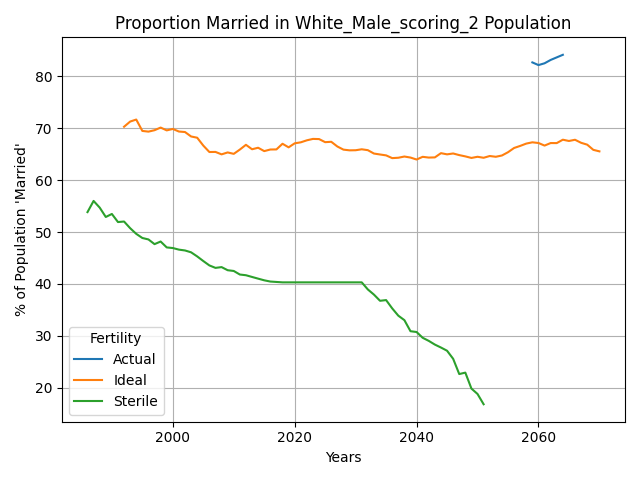 Proportion Married in White_Male_scoring_2 Population
% of Population 'Married'
80
70
60
50
40
30
20
Fertility
Actual
Ideal
Sterile
2000
2020
2040
2060
Years